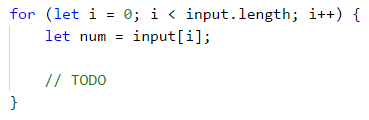 for (let i = 0; i < input.length; i++) {
    let num = input[i];

    // TODO
}